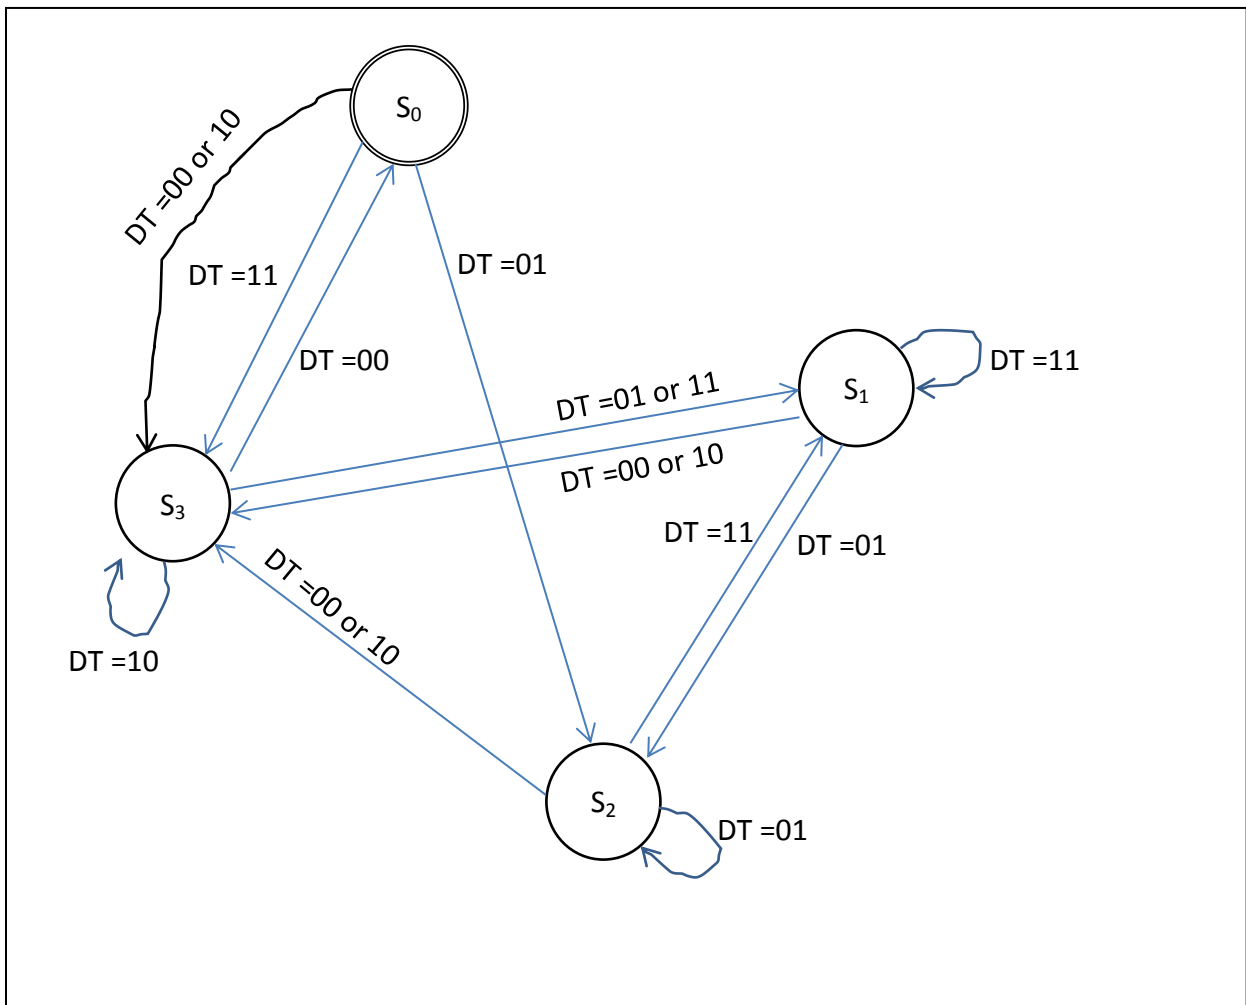 S₀
DT =00 or 10
DT =11
DT =01
DT =00
S₁
DT =11
DT =01 or 11
DT =00 or 10
S₃
DT =11
DT =01
DT =00 or 10
DT =10
S₂
DT =01